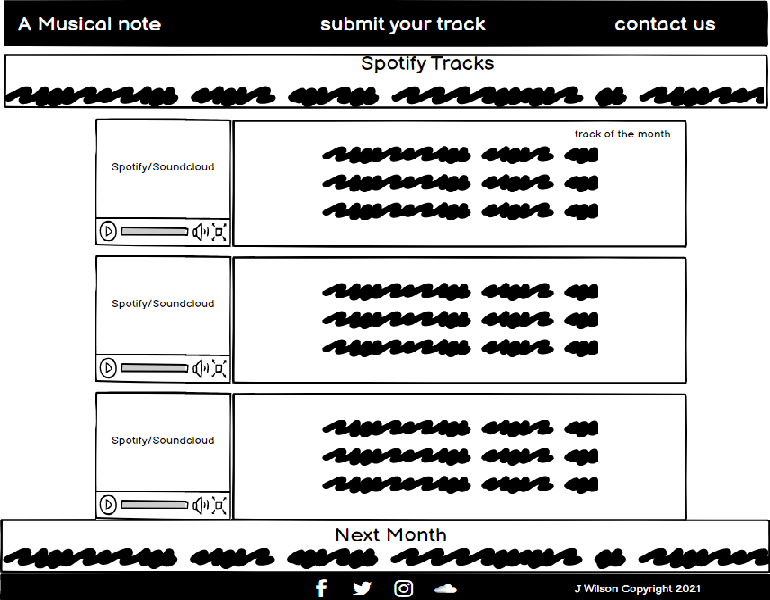 A Musical note submit your track contact us
Spotify Tracks
track of the month
Spotify/Soundcloud
Spotify/Soundcloud
Spotify/Soundcloud
Next Month
J Wilson Copyright 2021